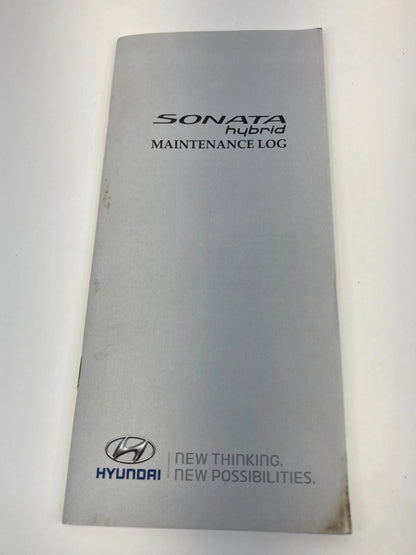 SONATA
hybrid
MAINTENANCE LOG
HYUNDAI
NEW THINKING.
NEW POSSIBILITIES.